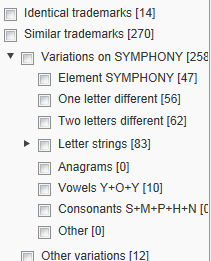 Identical trademarks [14]
Similar trademarks [270]
Variations on SYMPHONY [258
Element SYMPHONY [47]
One letter different [56]
Two letters different [62]
Letter strings [83]
Anagrams [0]
Vowels Y+O+Y [10]
Consonants S+M+P+H+N [0
Other [0]
Other variations [12]